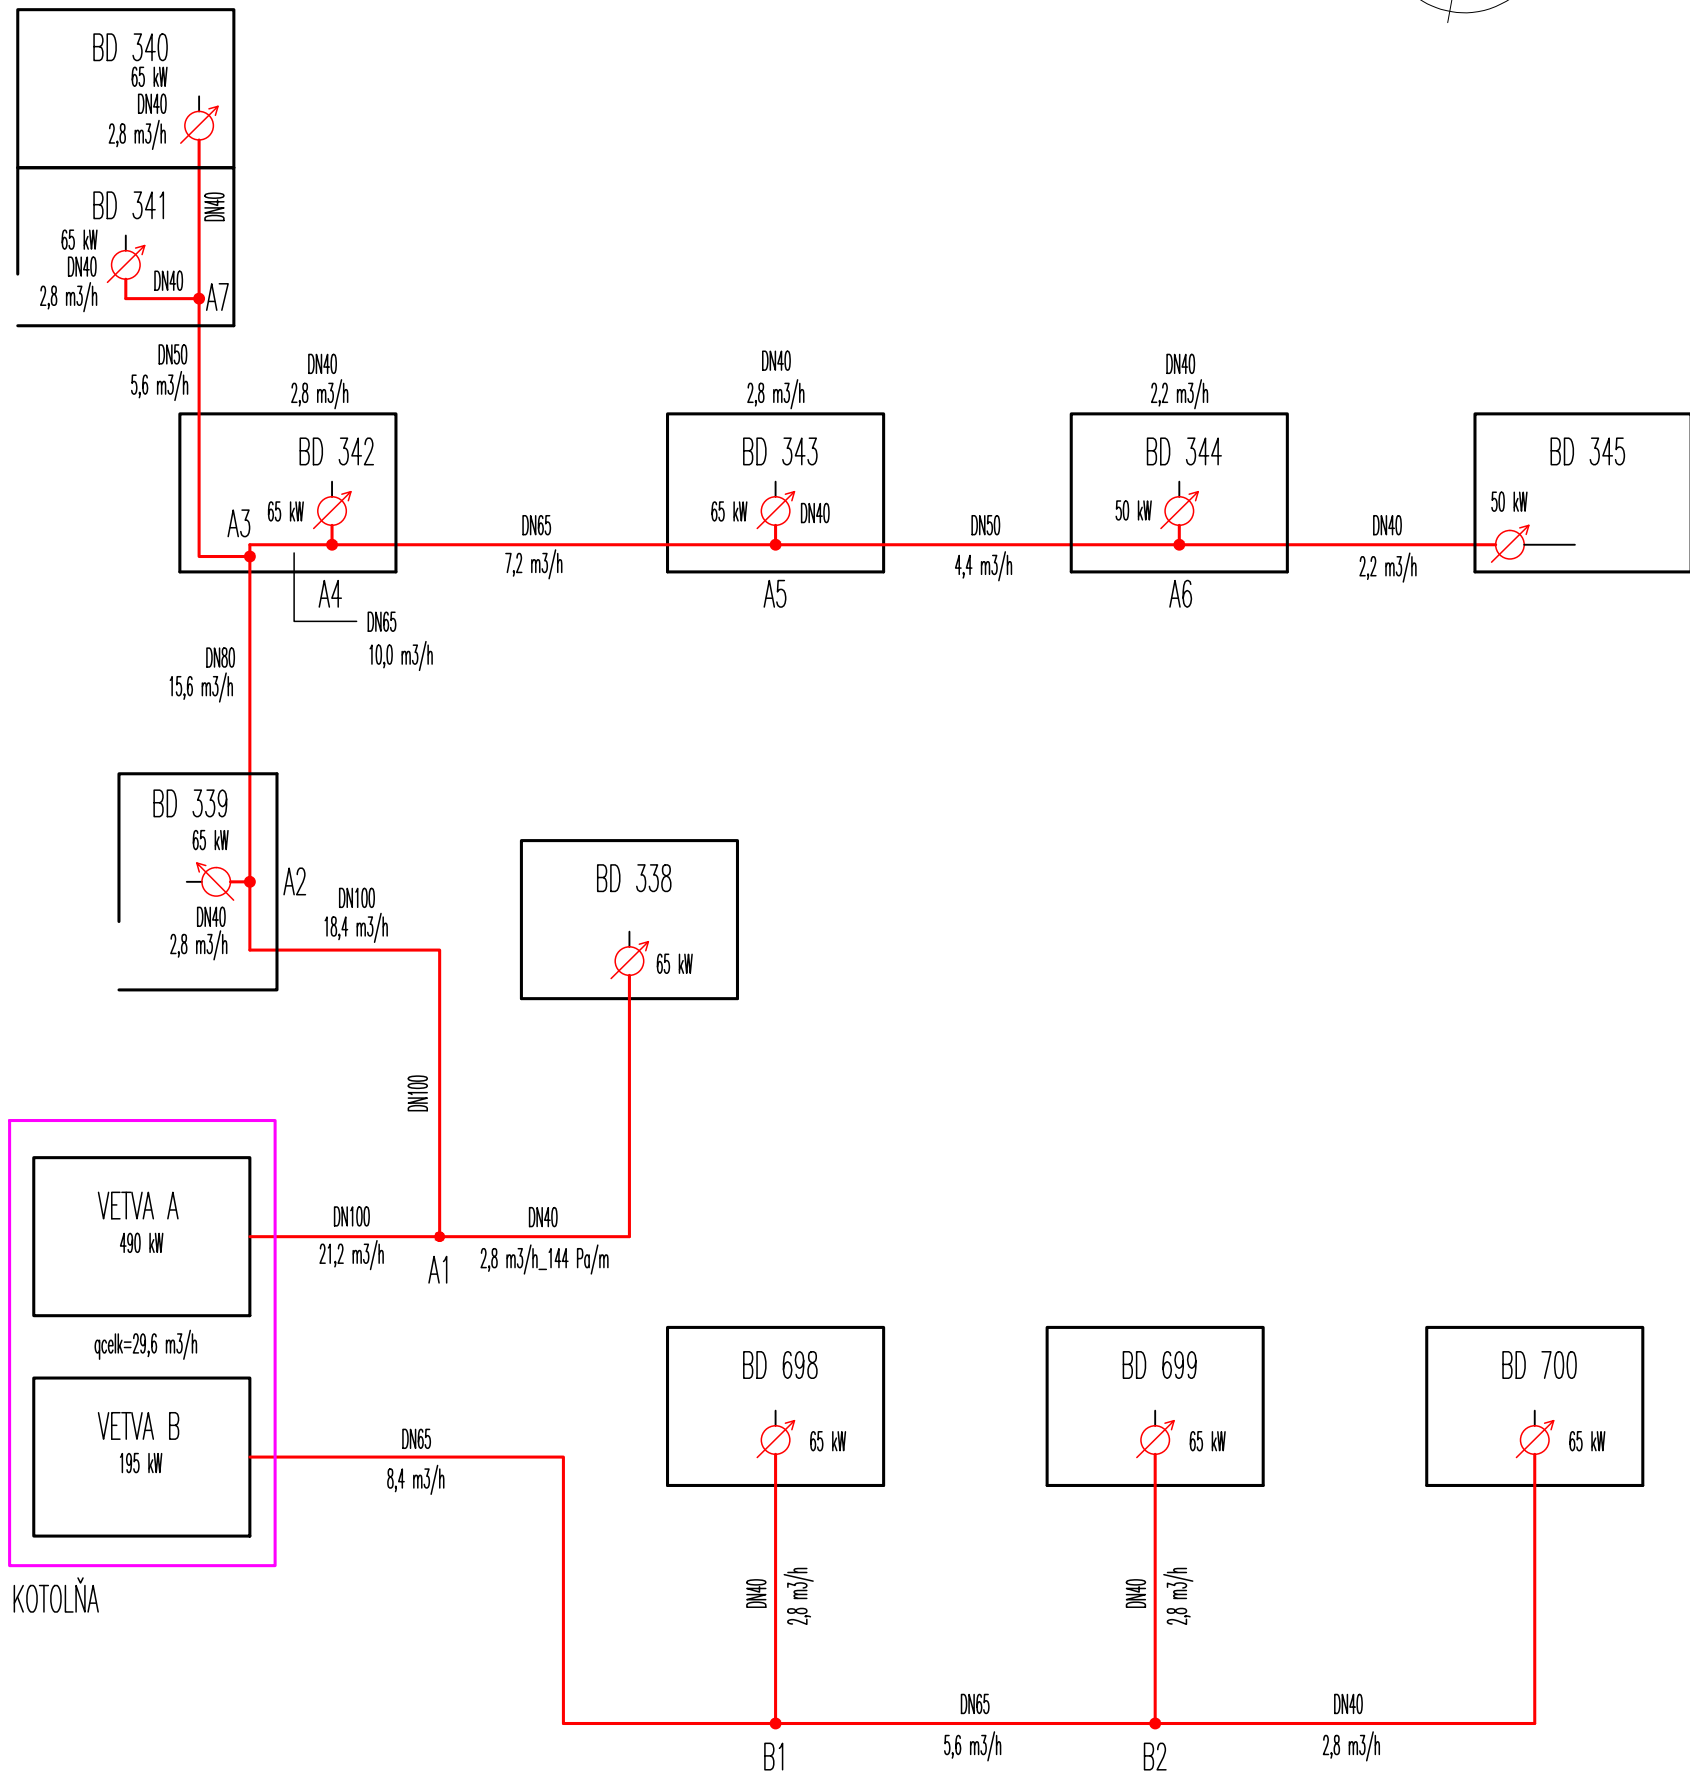 BD 340
65 kW
DN40
2,8 m3/h
BD 341
DN40
65 kW
DN40
2,8 m3/h
DN40
A7
DN50
5,6 m3/h
DN40
2,8 m3/h
DN40
2,8 m3/h
DN40
2,2 m3/h
BD 342
65 kW
A3
A4
DN65
10,0 m3/h
DN65
7,2 m3/h
BD 343
65 kW
DN40
A5
DN50
4,4 m3/h
BD 344
50 kW
A6
DN40
2,2 m3/h
BD 345
50 kW
DN80
15,6 m3/h
BD 339
65 kW
DN40
2,8 m3/h
A2
DN100
18,4 m3/h
BD 338
65 kW
DN100
VETVA A
490 kW
DN100
21,2 m3/h
A1
DN40
2,8 m3/h_144 Pa/m
qcelk=29,6 m3/h
VETVA B
195 kW
KOTOLŇA
DN65
8,4 m3/h
BD 698
65 kW
BD 699
65 kW
BD 700
65 kW
DN40
2,8 m3/h
DN40
2,8 m3/h
B1
DN65
5,6 m3/h
B2
DN40
2,8 m3/h